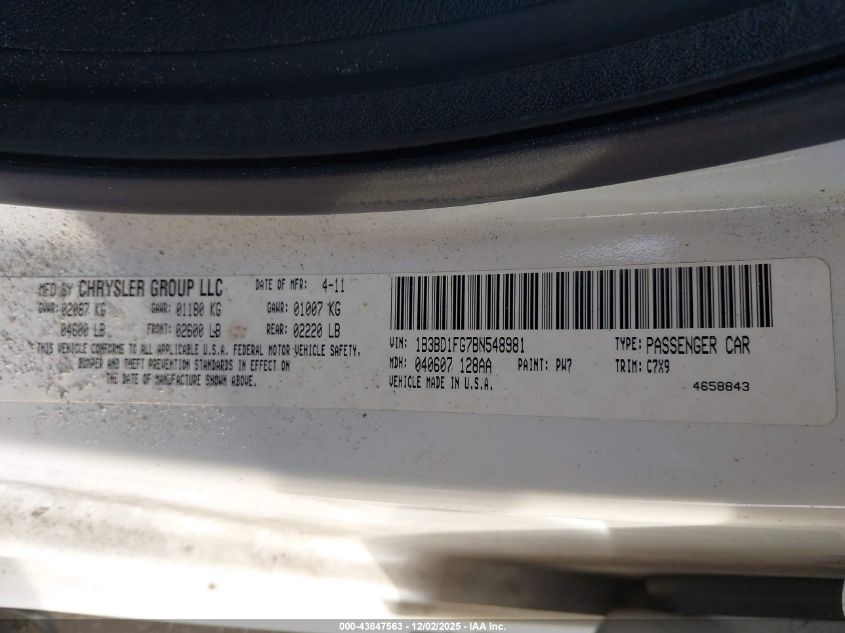 MFD BY CHRYSLER GROUP LLC DATE OF MFR: 4-11
GVWR: 02087 KG GAWR: 01180 KG GAWR: 01007 KG
04600 LB FRONT: 02600 LB REAR: 02220 LB
THIS VEHICLE CONFORMS TO ALL APPLICABLE U.S.A. FEDERAL MOTOR VEHICLE SAFETY,
BUMPER AND THEFT PREVENTION STANDARDS IN EFFECT ON
THE DATE OF MANUFACTURE SHOWN ABOVE.
VIN: 1B3BD1FG7BN548981 TYPE: PASSENGER CAR
MDH: 040607 128AA PAINT: PW7 TRIM: C7X9
VEHICLE MADE IN U.S.A.
4658843
000-43847563 - 12/02/2025 - IAA Inc.